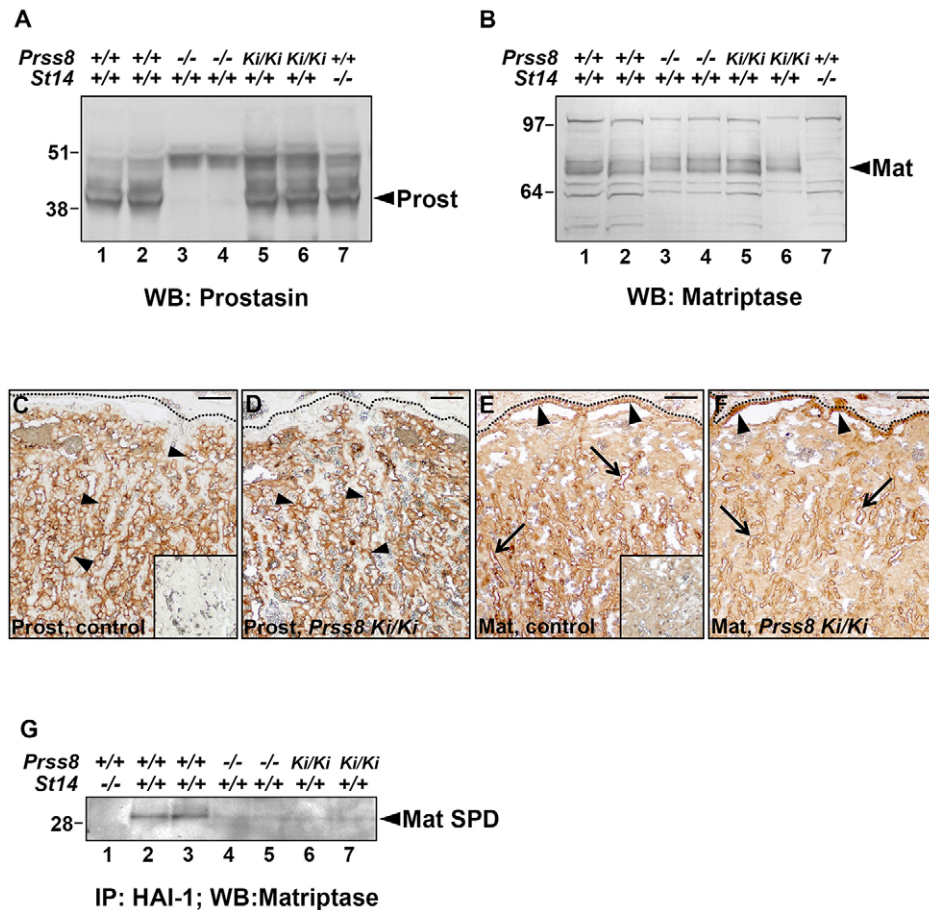 A
Prss8 +/+ +/+ -/- -/- Ki/Ki Ki/Ki +/+
St14 +/+ +/+ +/+ +/+ +/+ +/+ -/-
51
38
Prost
1 2 3 4 5 6 7
WB: Prostasin
B
Prss8 +/+ +/+ -/- -/- Ki/Ki Ki/Ki +/+
St14 +/+ +/+ +/+ +/+ +/+ +/+ -/-
97
64
Mat
1 2 3 4 5 6 7
WB: Matriptase
C
Prost, control
D
Prost, Prss8 Ki/Ki
E
Mat, control
F
Mat, Prss8 Ki/Ki
G
Prss8 +/+ +/+ +/+ -/- -/- Ki/Ki Ki/Ki
St14 -/- +/+ +/+ +/+ +/+ +/+ +/+
28
Mat SPD
1 2 3 4 5 6 7
IP: HAI-1; WB:Matriptase